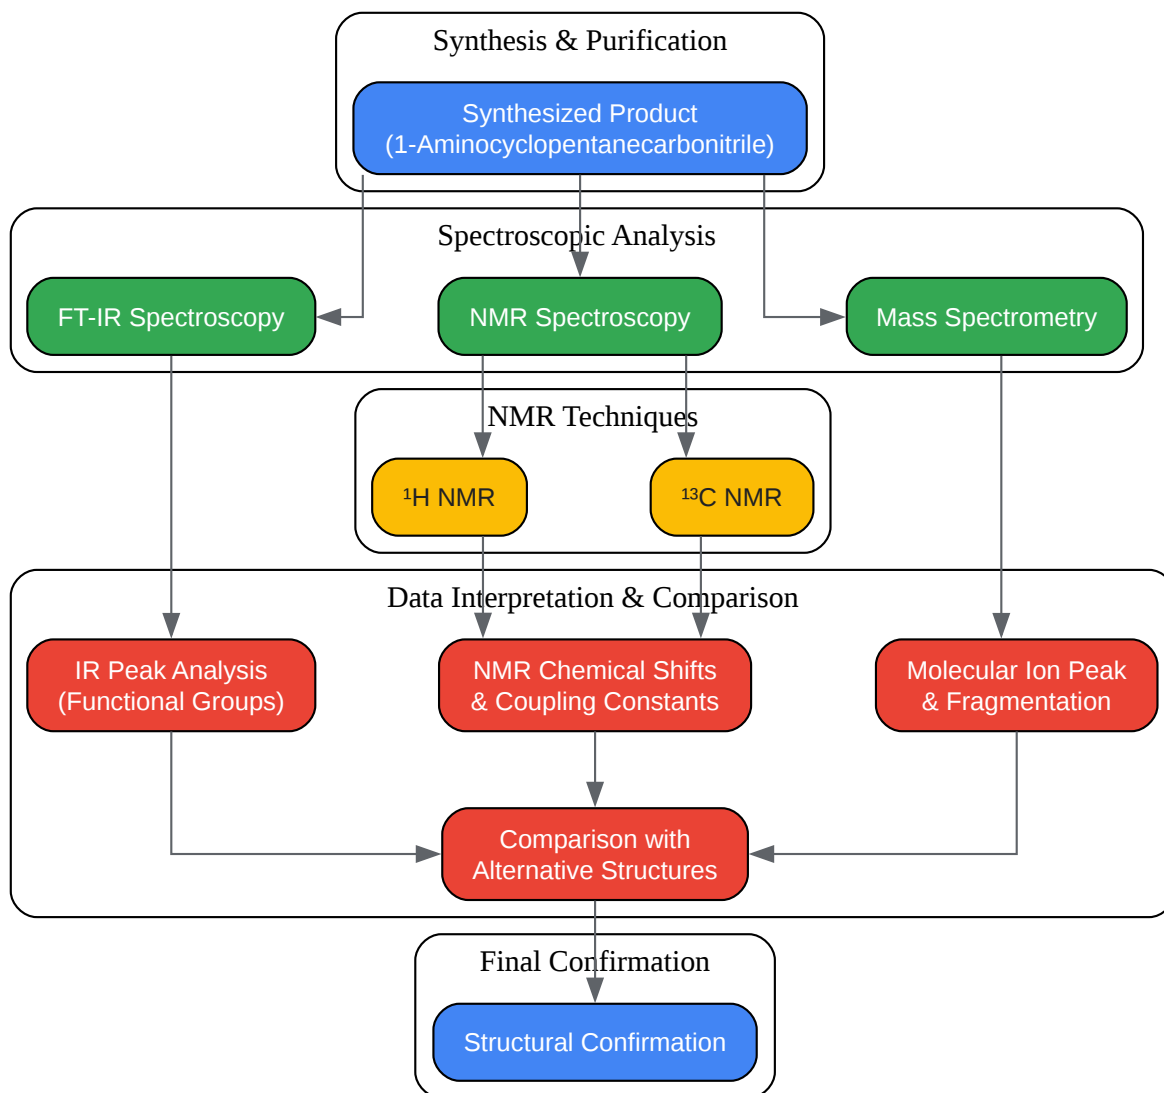 Synthesis & Purification
Synthesized Product
(1-Aminocyclopentanecarbonitrile)
Spectroscopic Analysis
FT-IR Spectroscopy
NMR Spectroscopy
Mass Spectrometry
NMR Techniques
¹H NMR
¹³C NMR
Data Interpretation & Comparison
IR Peak Analysis
(Functional Groups)
NMR Chemical Shifts
& Coupling Constants
Molecular Ion Peak
& Fragmentation
Comparison with
Alternative Structures
Final Confirmation
Structural Confirmation